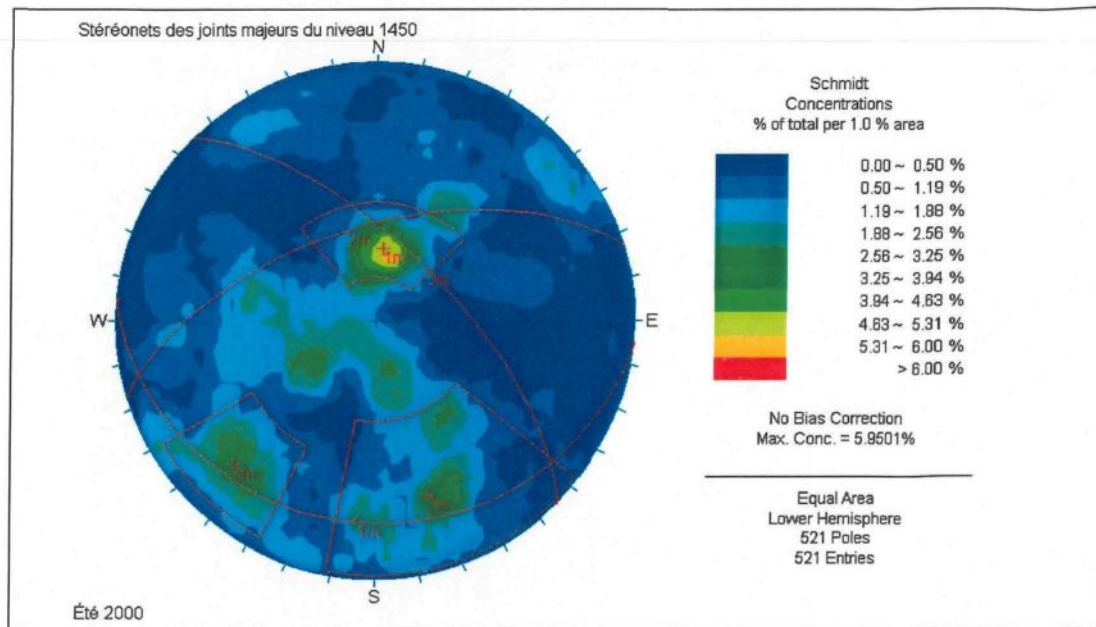 Stéréonets des joints majeurs du niveau 1450
N
W
E
S
Schmidt
Concentrations
% of total per 1.0 % area
0.00 ~ 0.50 %
0.50 ~ 1.19 %
1.19 ~ 1.88 %
1.88 ~ 2.56 %
2.56 ~ 3.25 %
3.25 ~ 3.94 %
3.94 ~ 4.63 %
4.63 ~ 5.31 %
5.31 ~ 6.00 %
> 6.00 %
No Bias Correction
Max. Conc. = 5.9501%
Equal Area
Lower Hemisphere
521 Poles
521 Entries
Été 2000